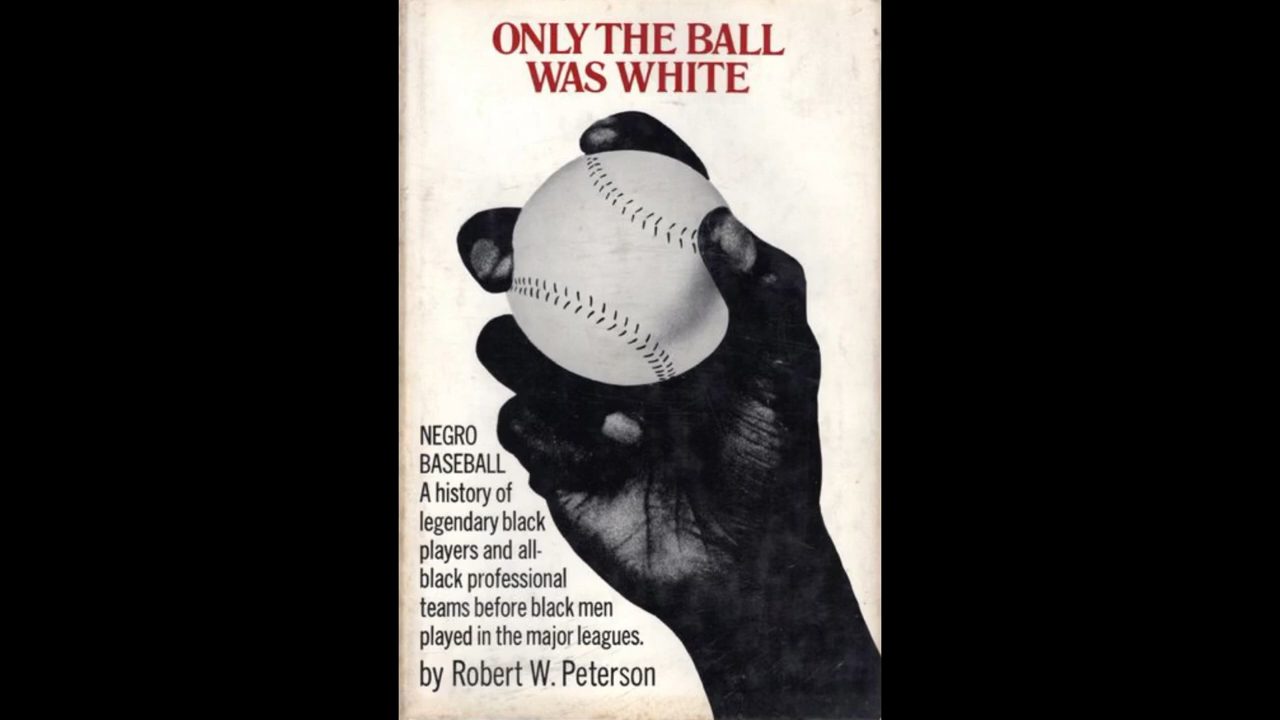 ONLY THE BALL
WAS WHITE
NEGRO
BASEBALL
A history of
legendary black
players and all-
black professional
teams before black men
played in the major leagues.
by Robert W. Peterson